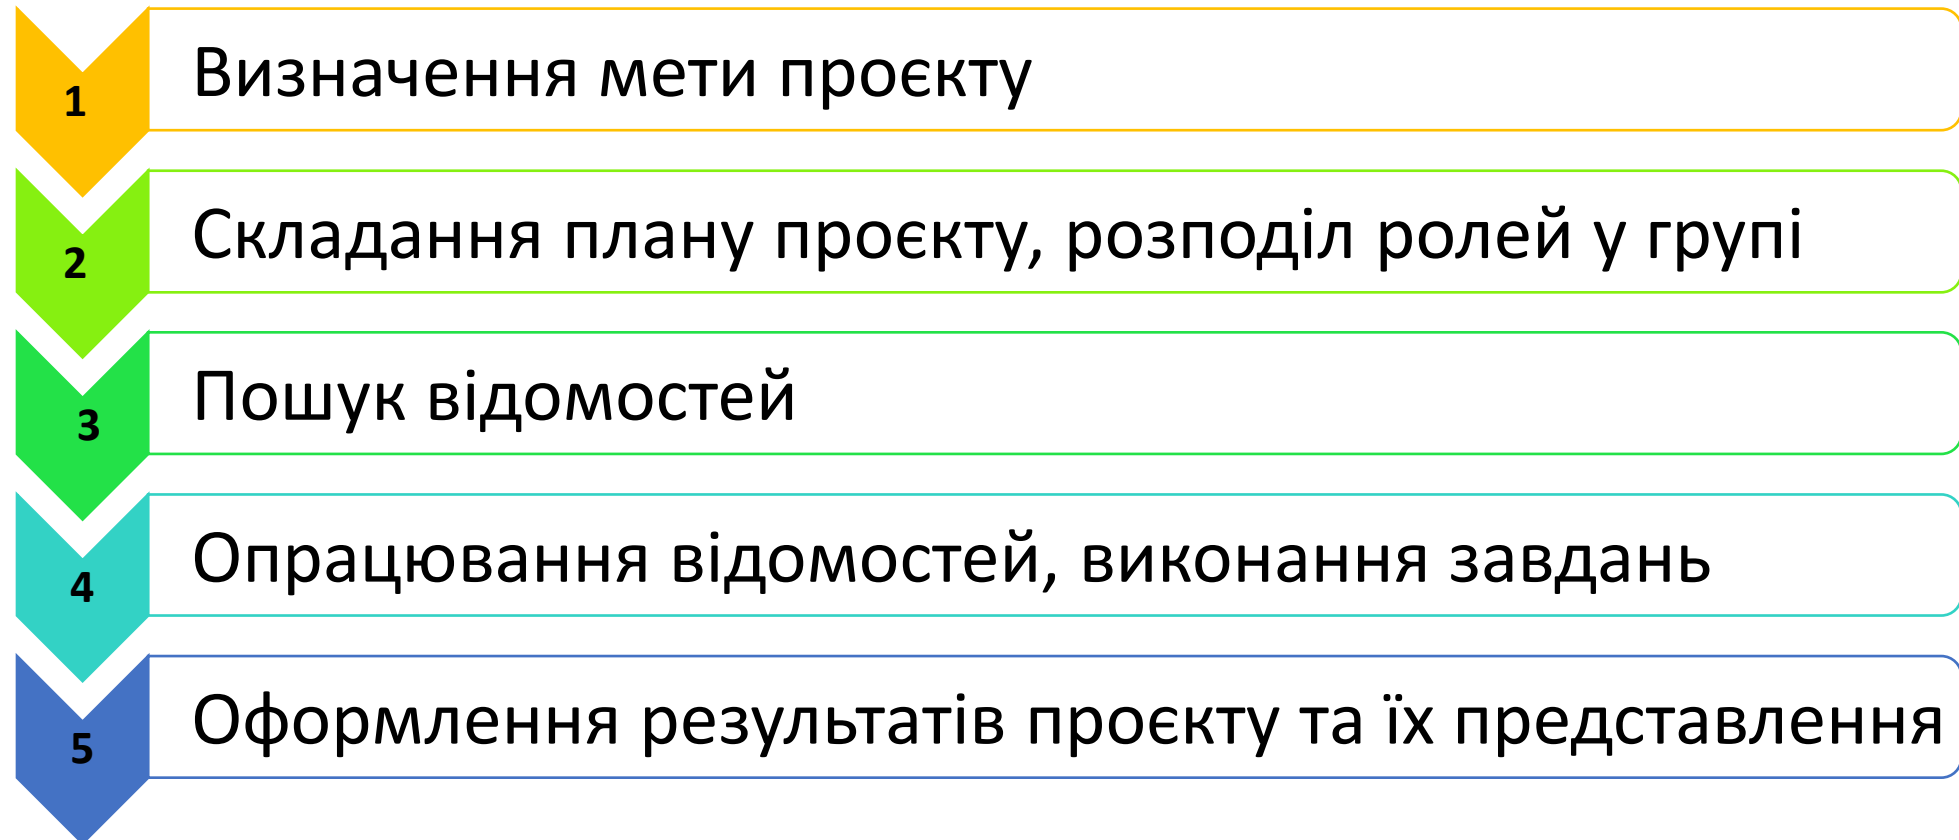 1 Визначення мети проєкту
2 Складання плану проєкту, розподіл ролей у групі
3 Пошук відомостей
4 Опрацювання відомостей, виконання завдань
5 Оформлення результатів проєкту та їх представлення